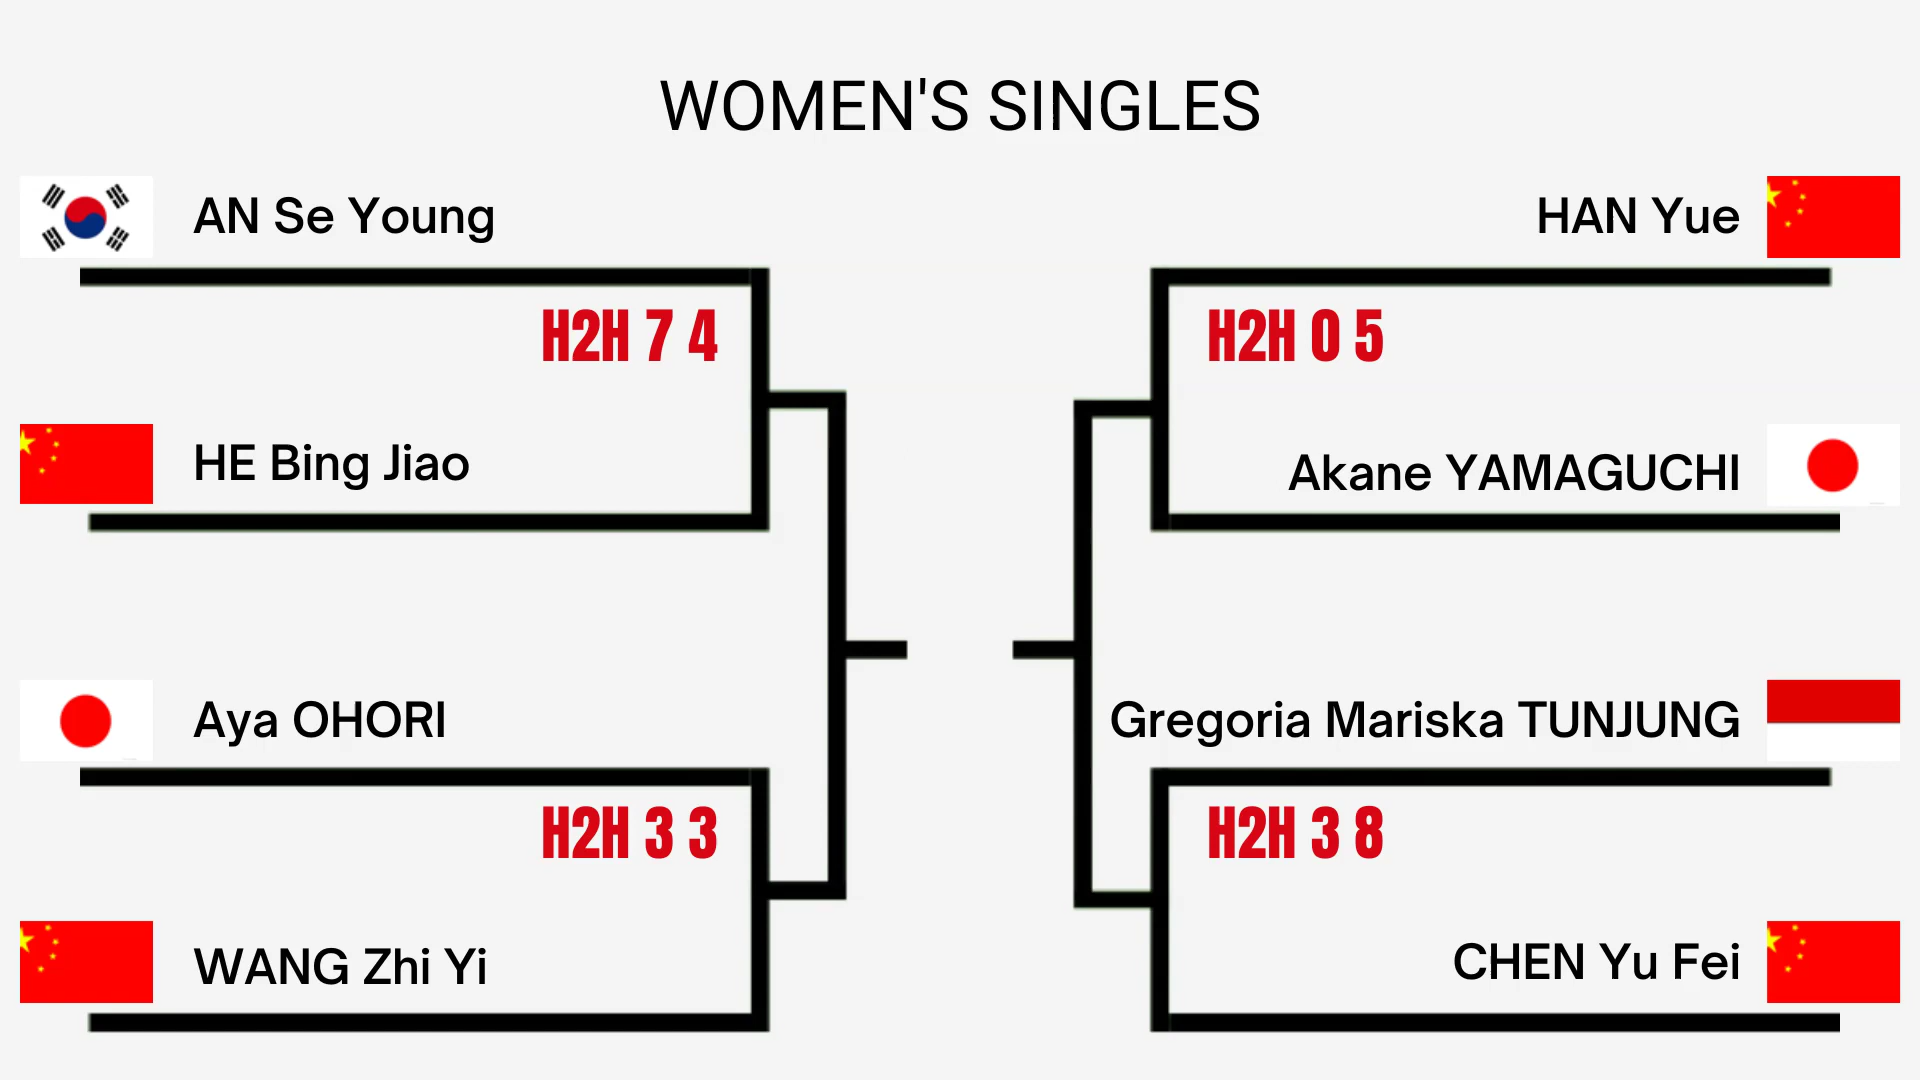 WOMEN'S SINGLES
AN Se Young
H2H 7 4
HE Bing Jiao
Aya OHORI
H2H 3 3
WANG Zhi Yi
HAN Yue
H2H 0 5
Akane YAMAGUCHI
Gregoria Mariska TUNJUNG
H2H 3 8
CHEN Yu Fei